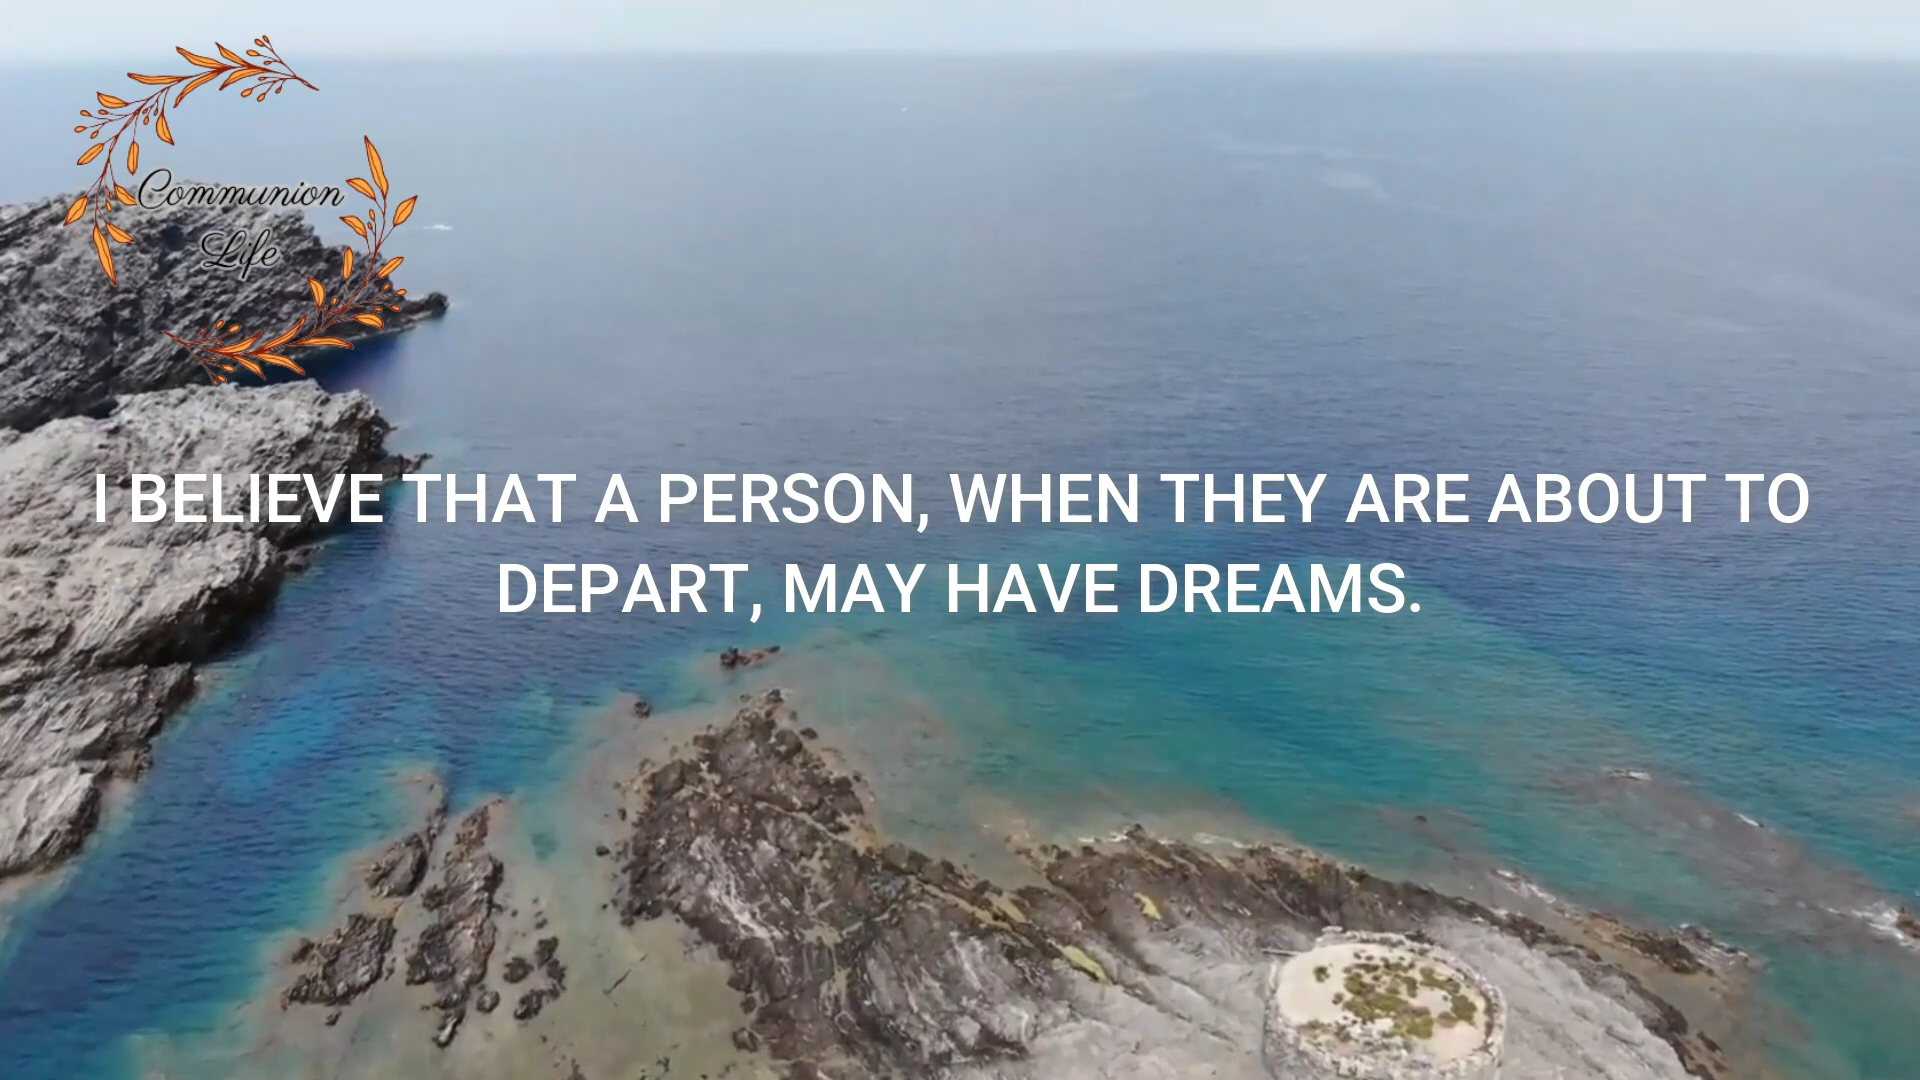 Communion
Life
I BELIEVE THAT A PERSON, WHEN THEY ARE ABOUT TO
DEPART, MAY HAVE DREAMS.